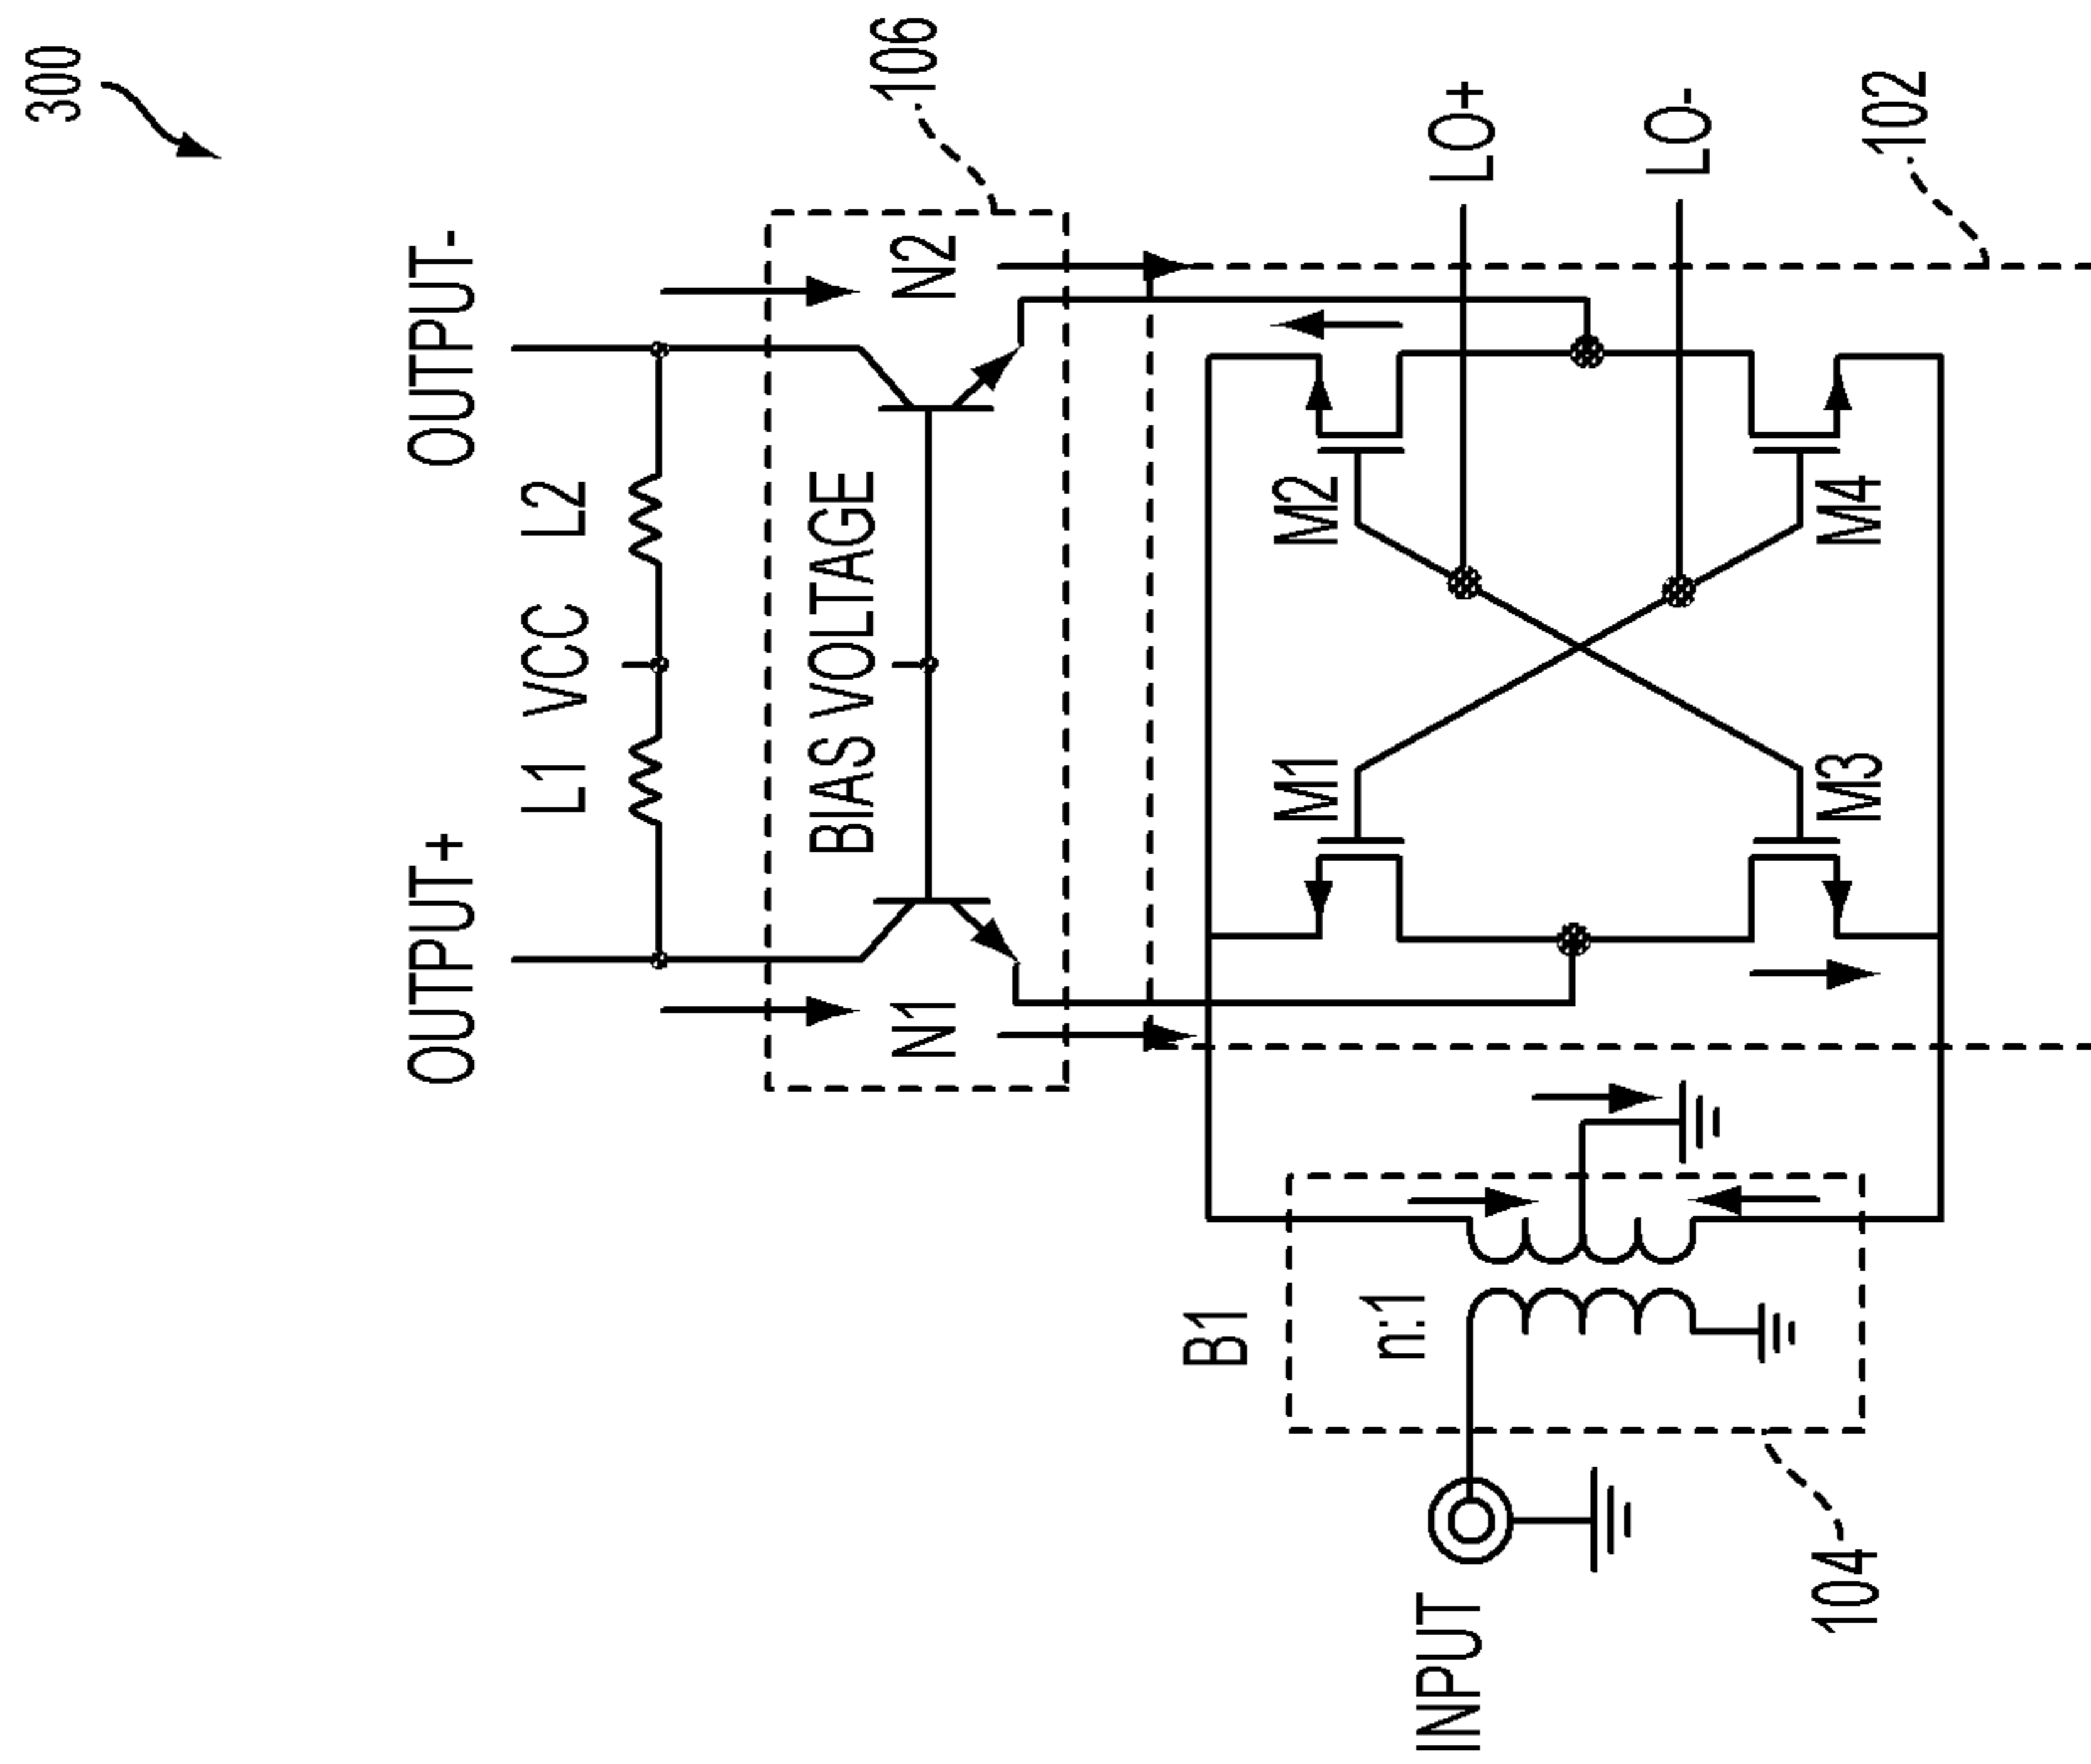 300
OUTPUT+
OUTPUT-
L1 VCC L2
BIAS VOLTAGE
N1
N2
106
B1
n:1
M1
M2
INPUT
LO+
LO-
M3
M4
104
102